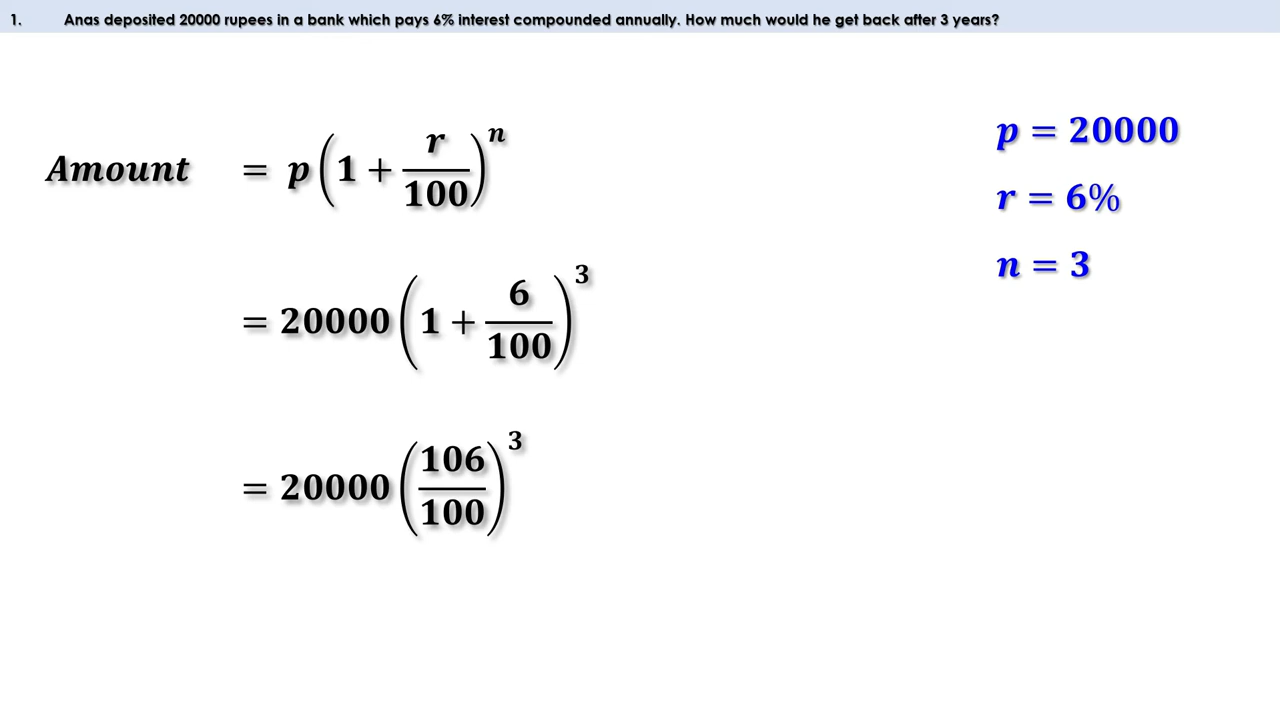 1. Anas deposited 20000 rupees in a bank which pays 6% interest compounded annually. How much would he get back after 3 years?
Amount = p(1 + r/100)^n
p = 20000
r = 6%
n = 3
= 20000(1 + 6/100)^3
= 20000(106/100)^3